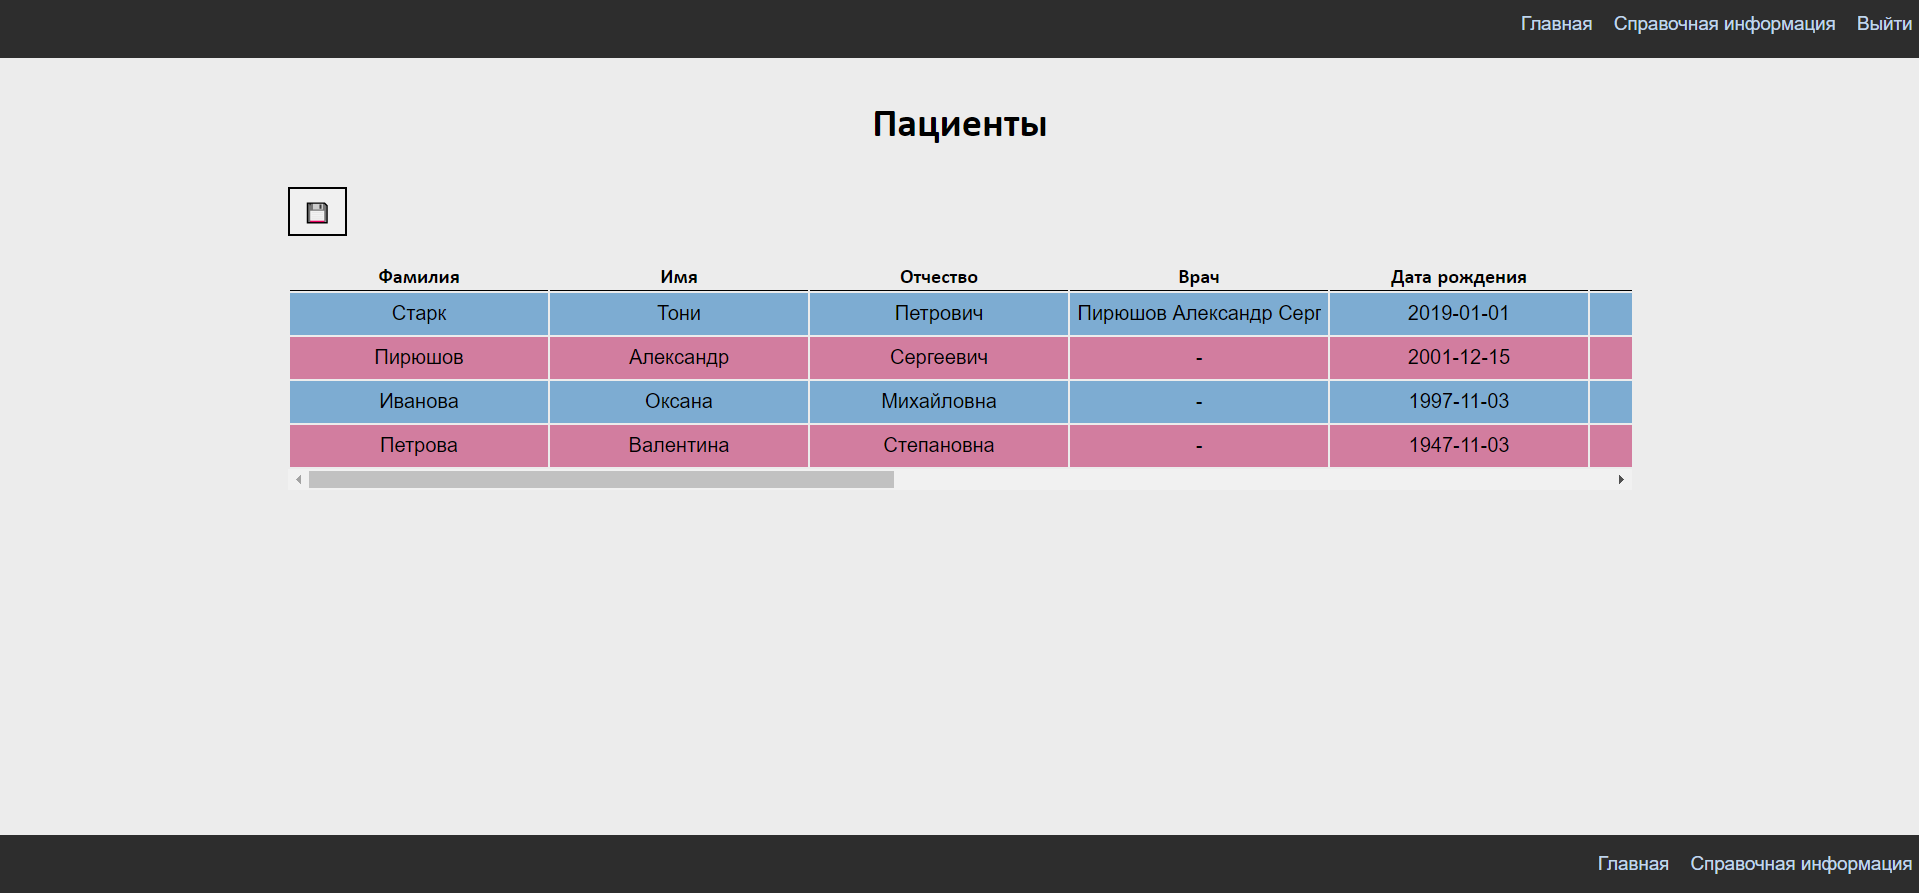 Главная Справочная информация Выйти
Пациенты
Фамилия Имя Отчество Врач Дата рождения
Старк Тони Петрович Пирюшов Александр Серг 2019-01-01
Пирюшов Александр Сергеевич - 2001-12-15
Иванова Оксана Михайловна - 1997-11-03
Петрова Валентина Степановна - 1947-11-03
Главная Справочная информация